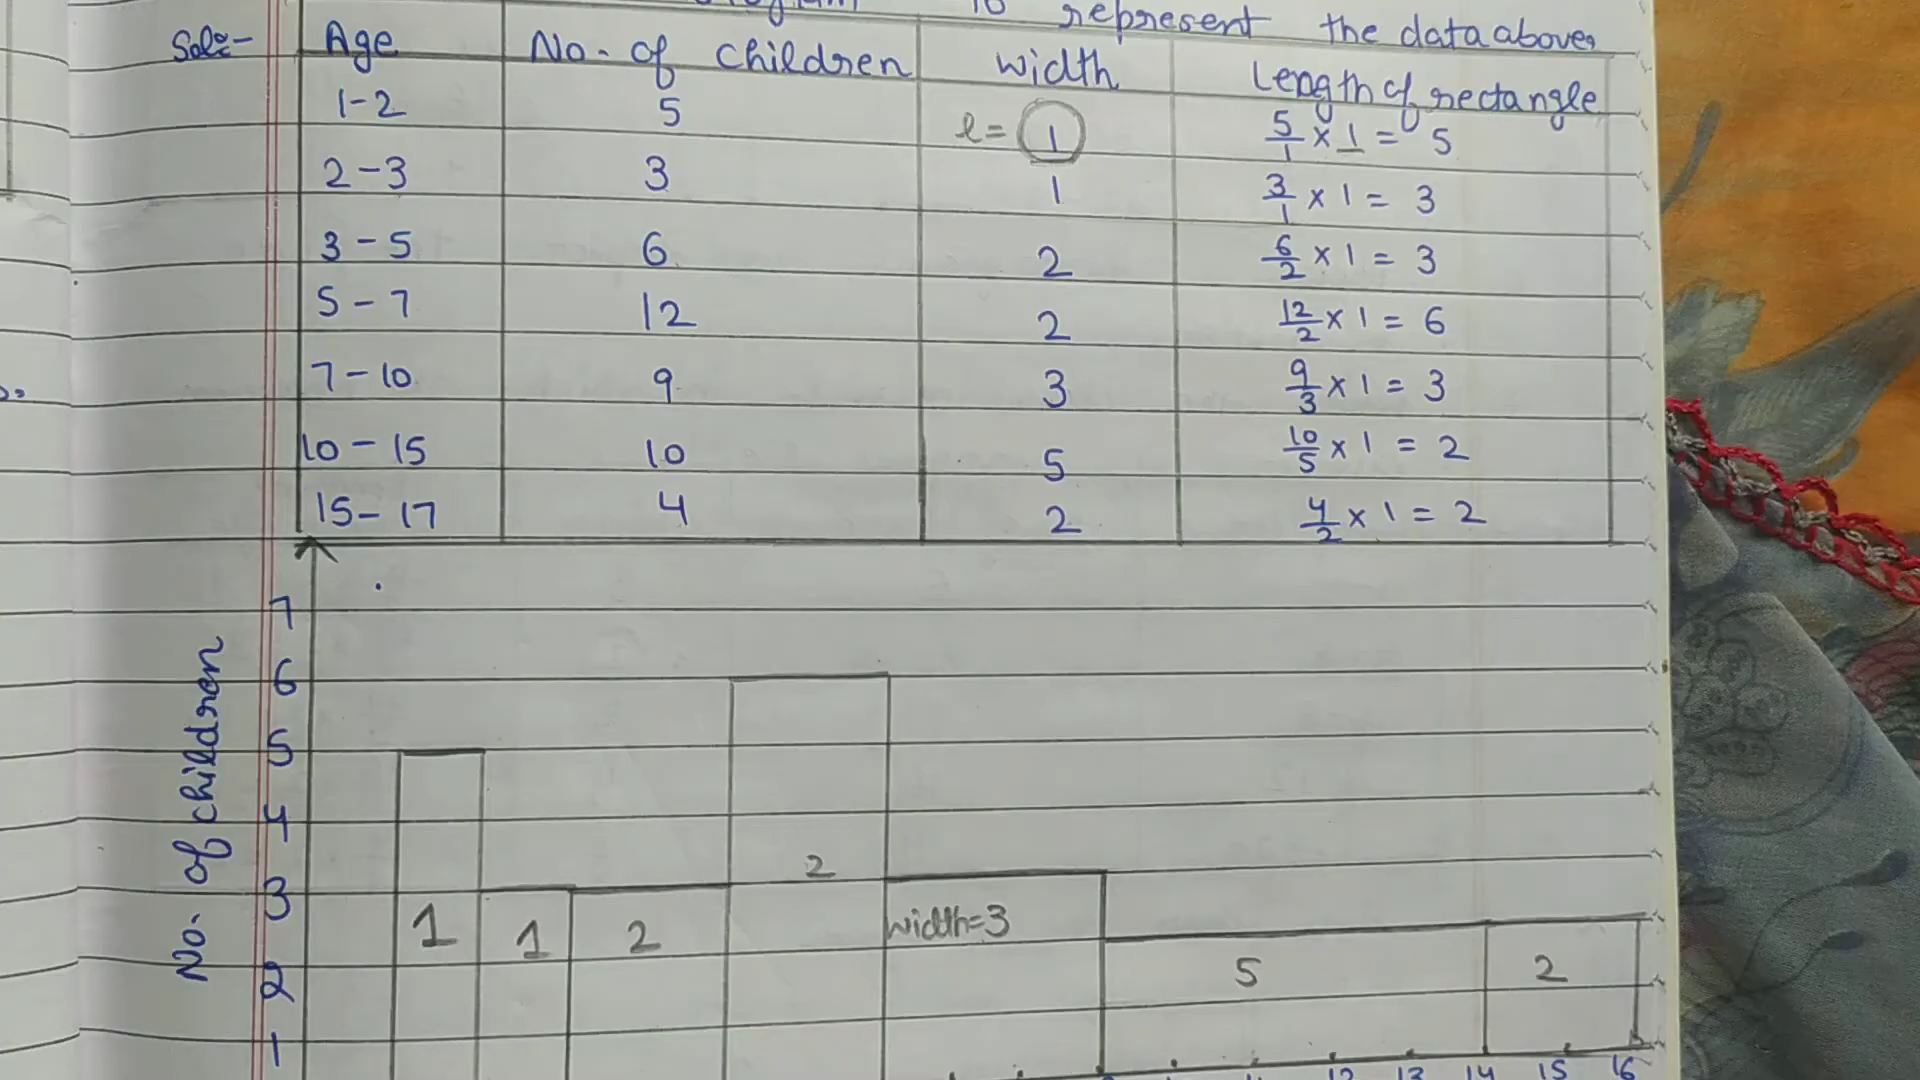 to represent the data above.
Sol:- Age No. of children width Length of rectangle
1-2 5 l = 1 5/1 × 1 = 5
2-3 3 1 3/1 × 1 = 3
3-5 6 2 6/2 × 1 = 3
5-7 12 2 12/2 × 1 = 6
7-10 9 3 9/3 × 1 = 3
10-15 10 5 10/5 × 1 = 2
15-17 4 2 4/2 × 1 = 2
No. of children
7
6
5
4
3
2
1
1 1 2 2 width=3 5 2
12 13 14 15 16